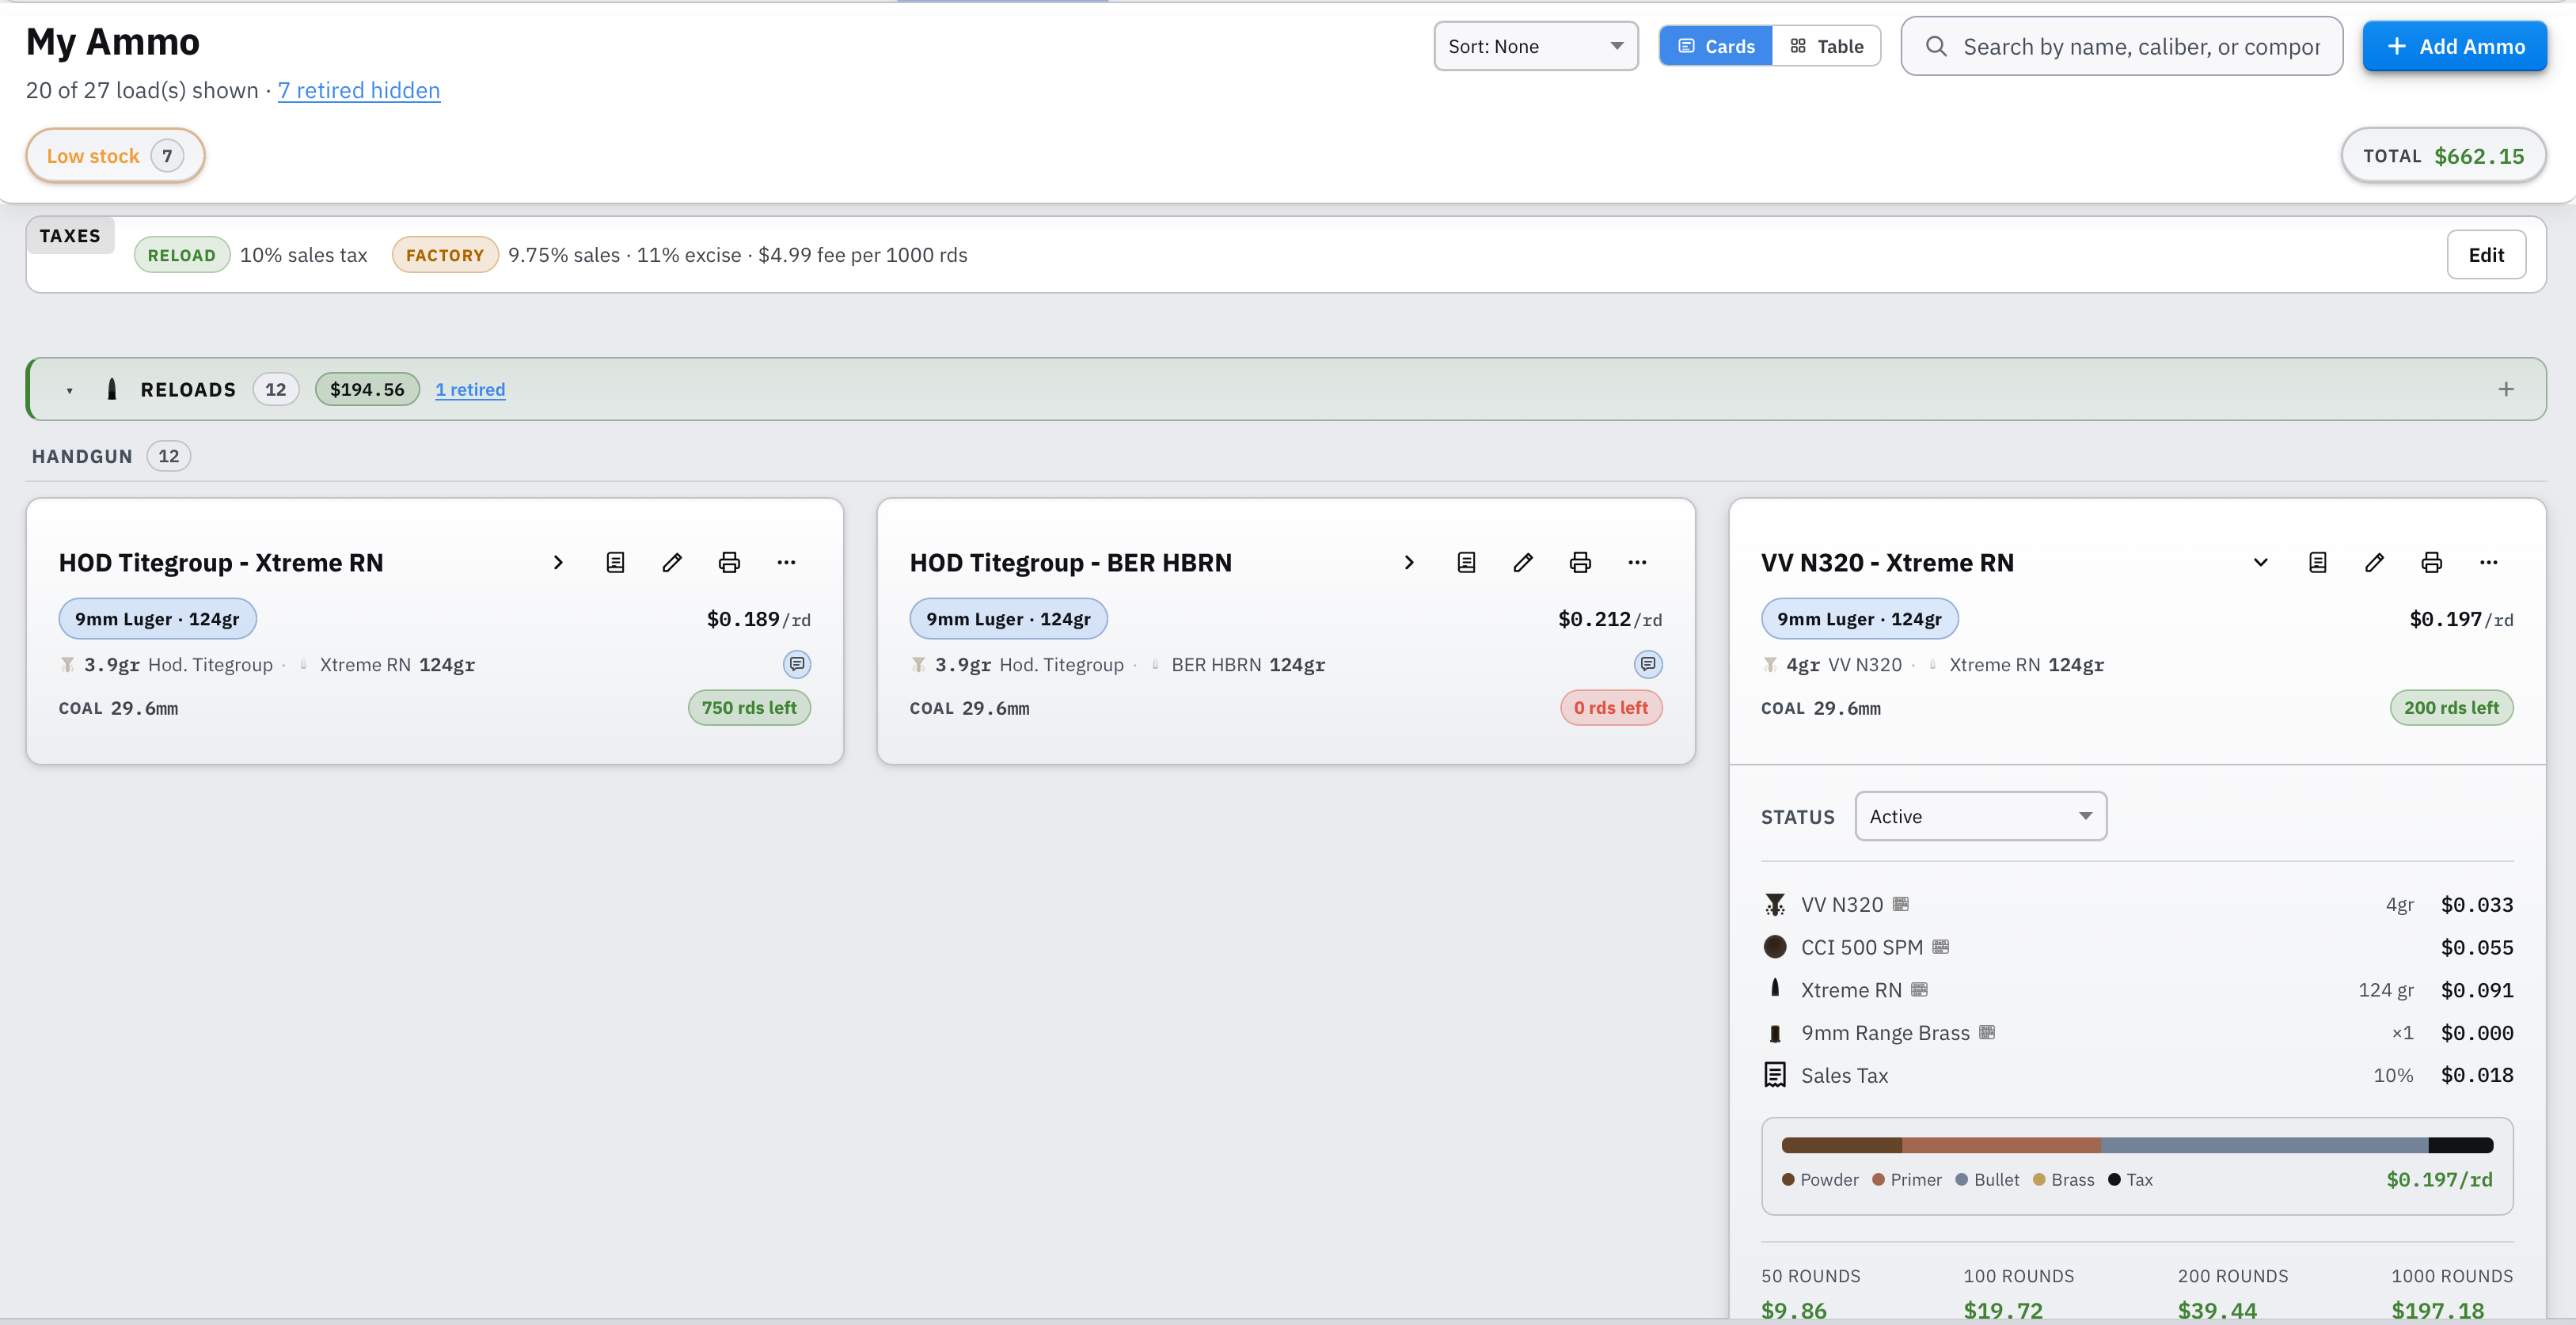 My Ammo
Sort: None
Cards
Table
Search by name, caliber, or compor
+ Add Ammo
20 of 27 load(s) shown · 7 retired hidden
Low stock 7
TOTAL $662.15
TAXES
RELOAD 10% sales tax FACTORY 9.75% sales · 11% excise · $4.99 fee per 1000 rds
Edit
RELOADS 12 $194.56 1 retired
+
HANDGUN 12
HOD Titegroup - Xtreme RN
9mm Luger · 124gr
$0.189/rd
3.9gr Hod. Titegroup · Xtreme RN 124gr
COAL 29.6mm
750 rds left
HOD Titegroup - BER HBRN
9mm Luger · 124gr
$0.212/rd
3.9gr Hod. Titegroup · BER HBRN 124gr
COAL 29.6mm
0 rds left
VV N320 - Xtreme RN
9mm Luger · 124gr
$0.197/rd
4gr VV N320 · Xtreme RN 124gr
COAL 29.6mm
200 rds left
STATUS Active
VV N320 4gr $0.033
CCI 500 SPM $0.055
Xtreme RN 124 gr $0.091
9mm Range Brass ×1 $0.000
Sales Tax 10% $0.018
Powder Primer Bullet Brass Tax $0.197/rd
50 ROUNDS 100 ROUNDS 200 ROUNDS 1000 ROUNDS
$9.86 $19.72 $39.44 $197.18